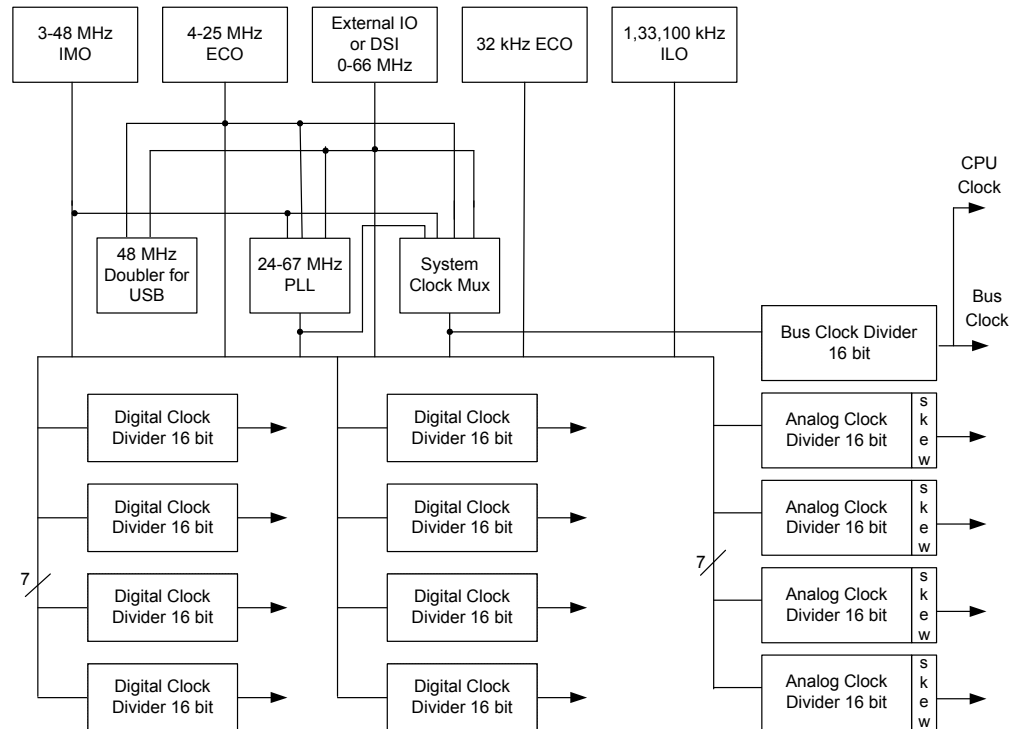 3-48 MHz
IMO
4-25 MHz
ECO
External IO
or DSI
0-66 MHz
32 kHz ECO
1,33,100 kHz
ILO
CPU
Clock
48 MHz
Doubler for
USB
24-67 MHz
PLL
System
Clock Mux
Bus
Clock
Bus Clock Divider
16 bit
Digital Clock
Divider 16 bit
Digital Clock
Divider 16 bit
Analog Clock
Divider 16 bit
s
k
e
w
Digital Clock
Divider 16 bit
Digital Clock
Divider 16 bit
Analog Clock
Divider 16 bit
s
k
e
w
7
7
Digital Clock
Divider 16 bit
Digital Clock
Divider 16 bit
Analog Clock
Divider 16 bit
s
k
e
w
Digital Clock
Divider 16 bit
Digital Clock
Divider 16 bit
Analog Clock
Divider 16 bit
s
k
e
w